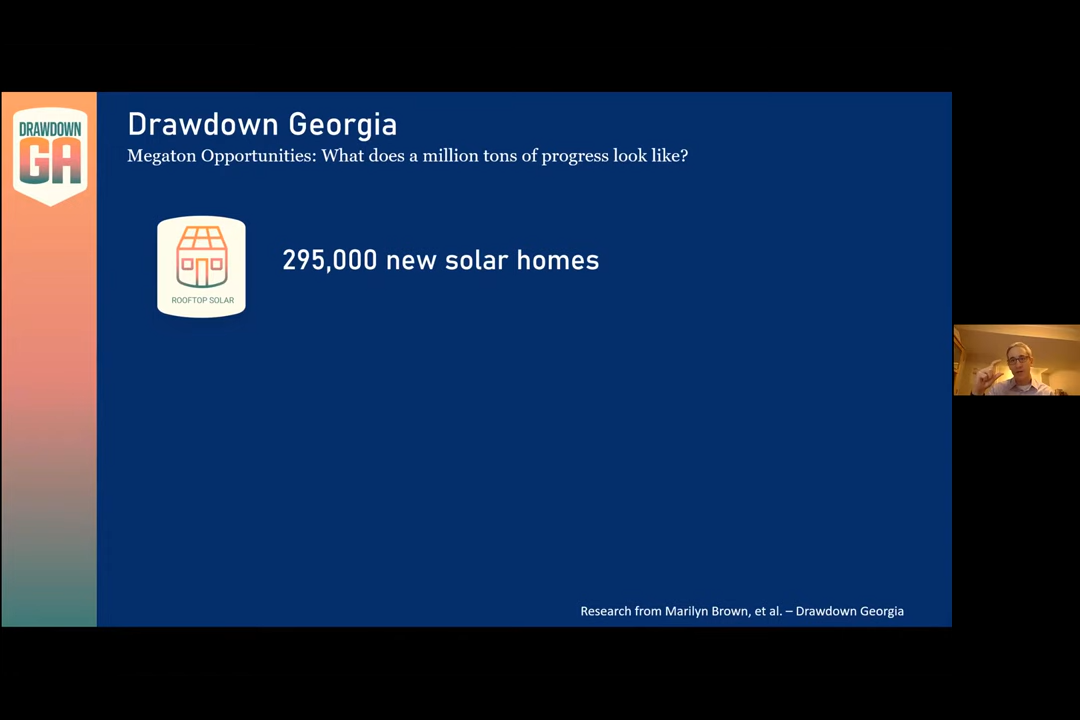 DRAWDOWN
GA
Drawdown Georgia
Megaton Opportunities: What does a million tons of progress look like?
ROOFTOP SOLAR
295,000 new solar homes
Research from Marilyn Brown, et al. – Drawdown Georgia